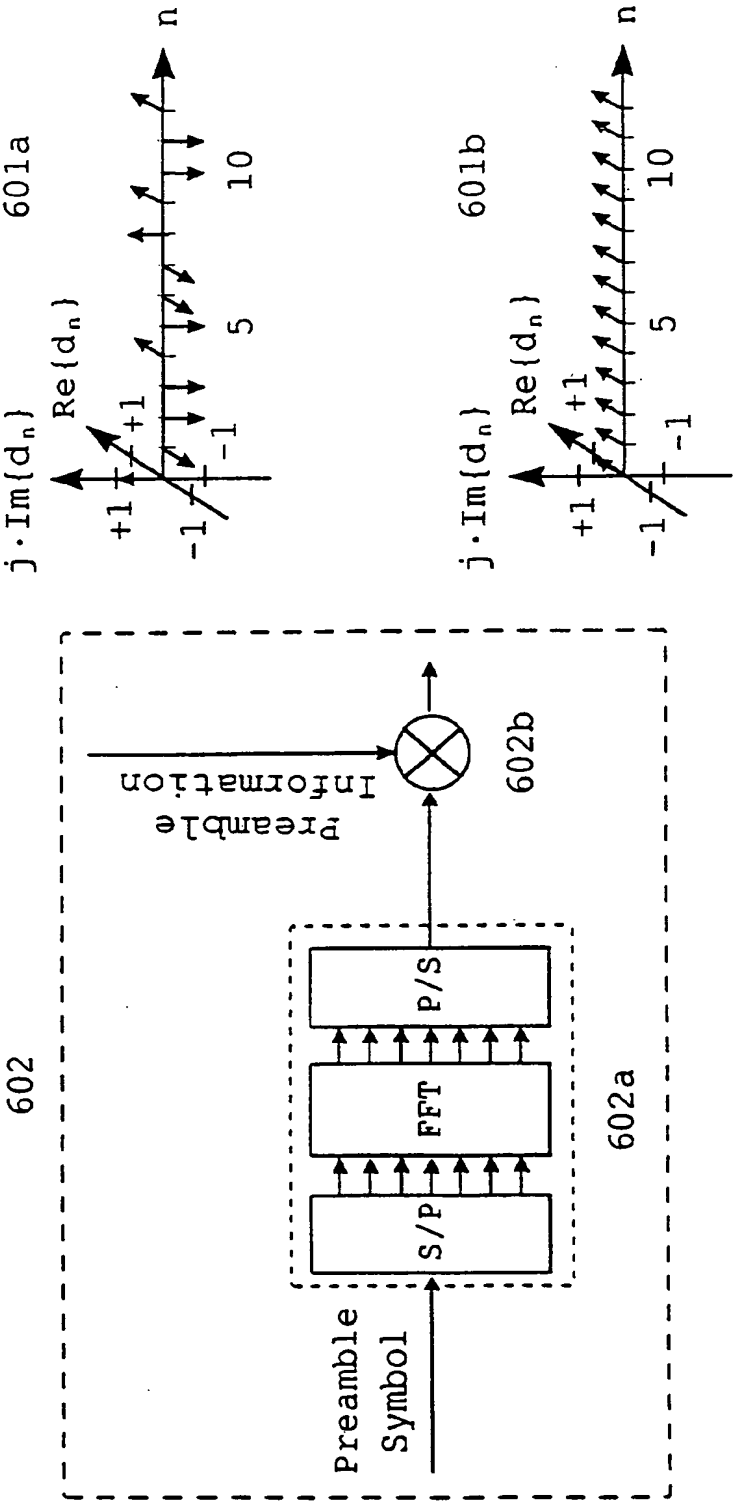 602
Preamble
Symbol
S/P
FFT
P/S
602a
Preamble
Information
602b
j·Im{dₙ}
Re{dₙ}
+1
+1
-1
-1
5
10
n
601a
j·Im{dₙ}
Re{dₙ}
+1
+1
-1
-1
5
10
n
601b